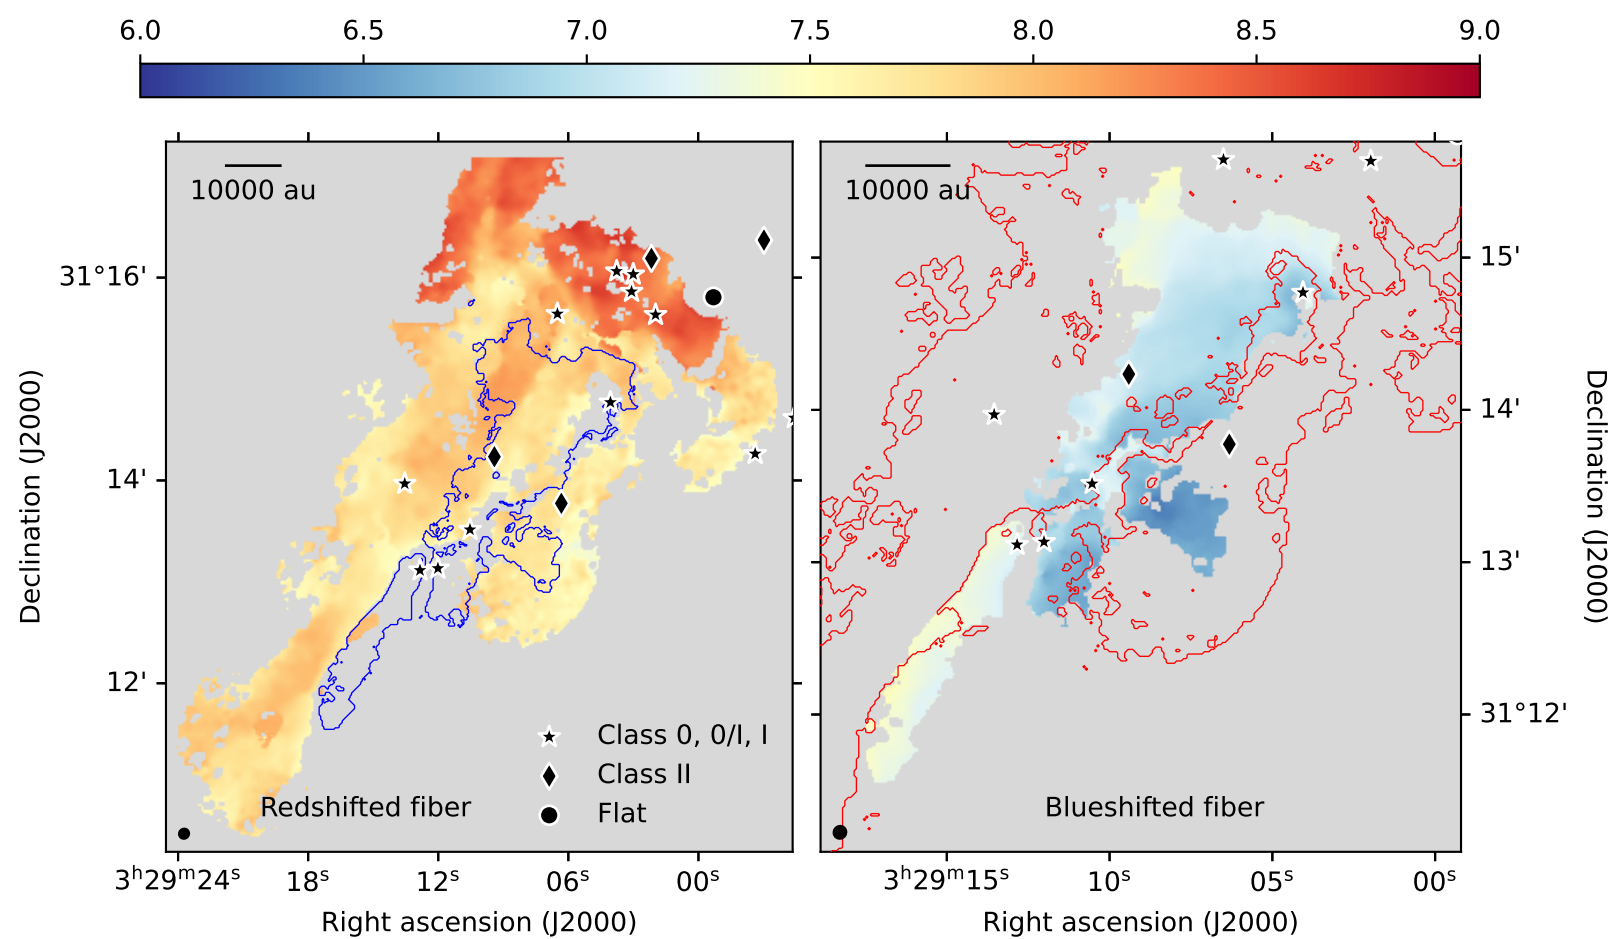 6.0 6.5 7.0 7.5 8.0 8.5 9.0
10000 au
31°16'
14'
12'
Declination (J2000)
Class 0, 0/I, I
Class II
Flat
Redshifted fiber
3ʰ29ᵐ24ˢ 18ˢ 12ˢ 06ˢ 00ˢ
Right ascension (J2000)
10000 au
15'
14'
13'
31°12'
Declination (J2000)
Blueshifted fiber
3ʰ29ᵐ15ˢ 10ˢ 05ˢ 00ˢ
Right ascension (J2000)